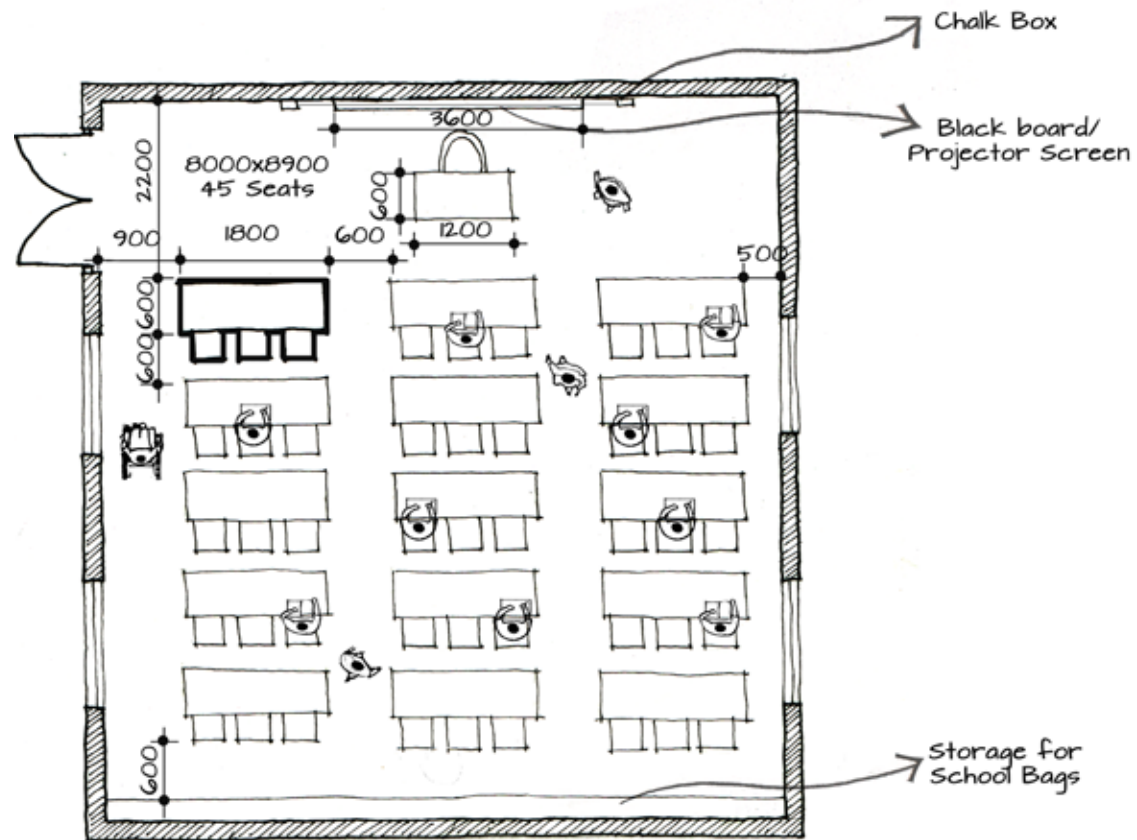 Chalk Box
Black board/
Projector Screen
3600
2200
8000x8900
45 Seats
600
1200
900
1800
600
500
600
600
600
Storage for
School Bags